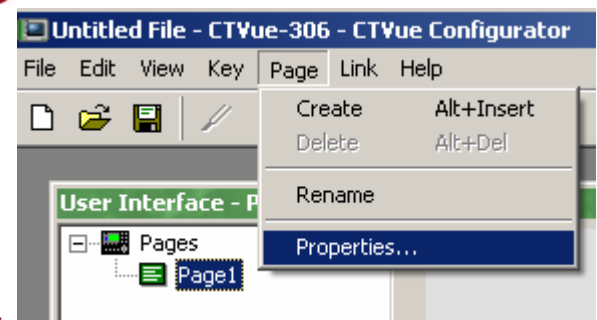 Untitled File - CTVue-306 - CTVue Configurator
File Edit View Key Page Link Help
Create Alt+Insert
Delete Alt+Del
Rename
Properties...
User Interface - P
Pages
Page1